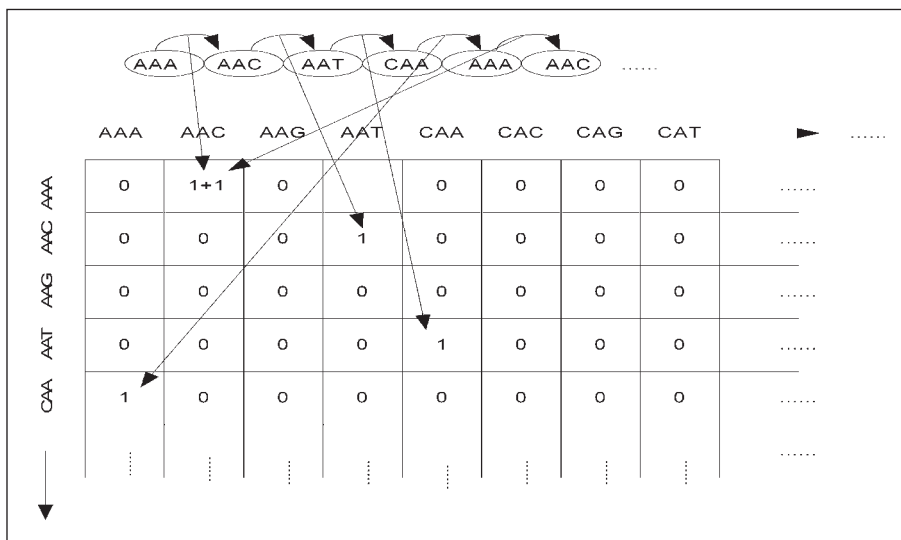 AAA AAC AAT CAA AAA AAC ......
AAA AAC AAG AAT CAA CAC CAG CAT ......
AAA 0 1+1 0 0 0 0 0 ......
AAC 0 0 0 1 0 0 0 0 ......
AAG 0 0 0 0 0 0 0 0 ......
AAT 0 0 0 0 1 0 0 0 ......
CAA 1 0 0 0 0 0 0 0 ......
......